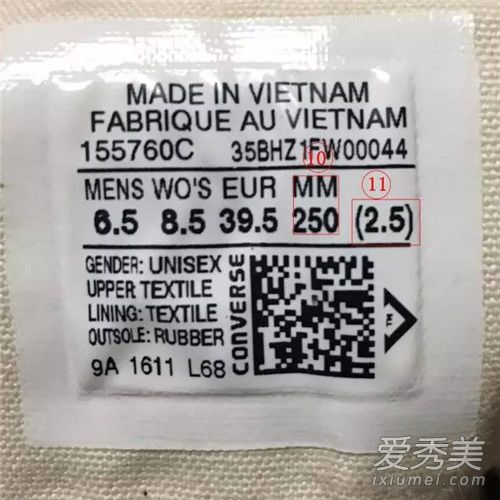 MADE IN VIETNAM
FABRIQUE AU VIETNAM
155760C 35BHZ1FW00044
10 11
MENS WO'S EUR MM
6.5 8.5 39.5 250 (2.5)
GENDER: UNISEX
UPPER TEXTILE
LINING: TEXTILE
OUTSOLE: RUBBER
9A 1611 L68
CONVERSE
TM
爱秀美
ixiumei.com